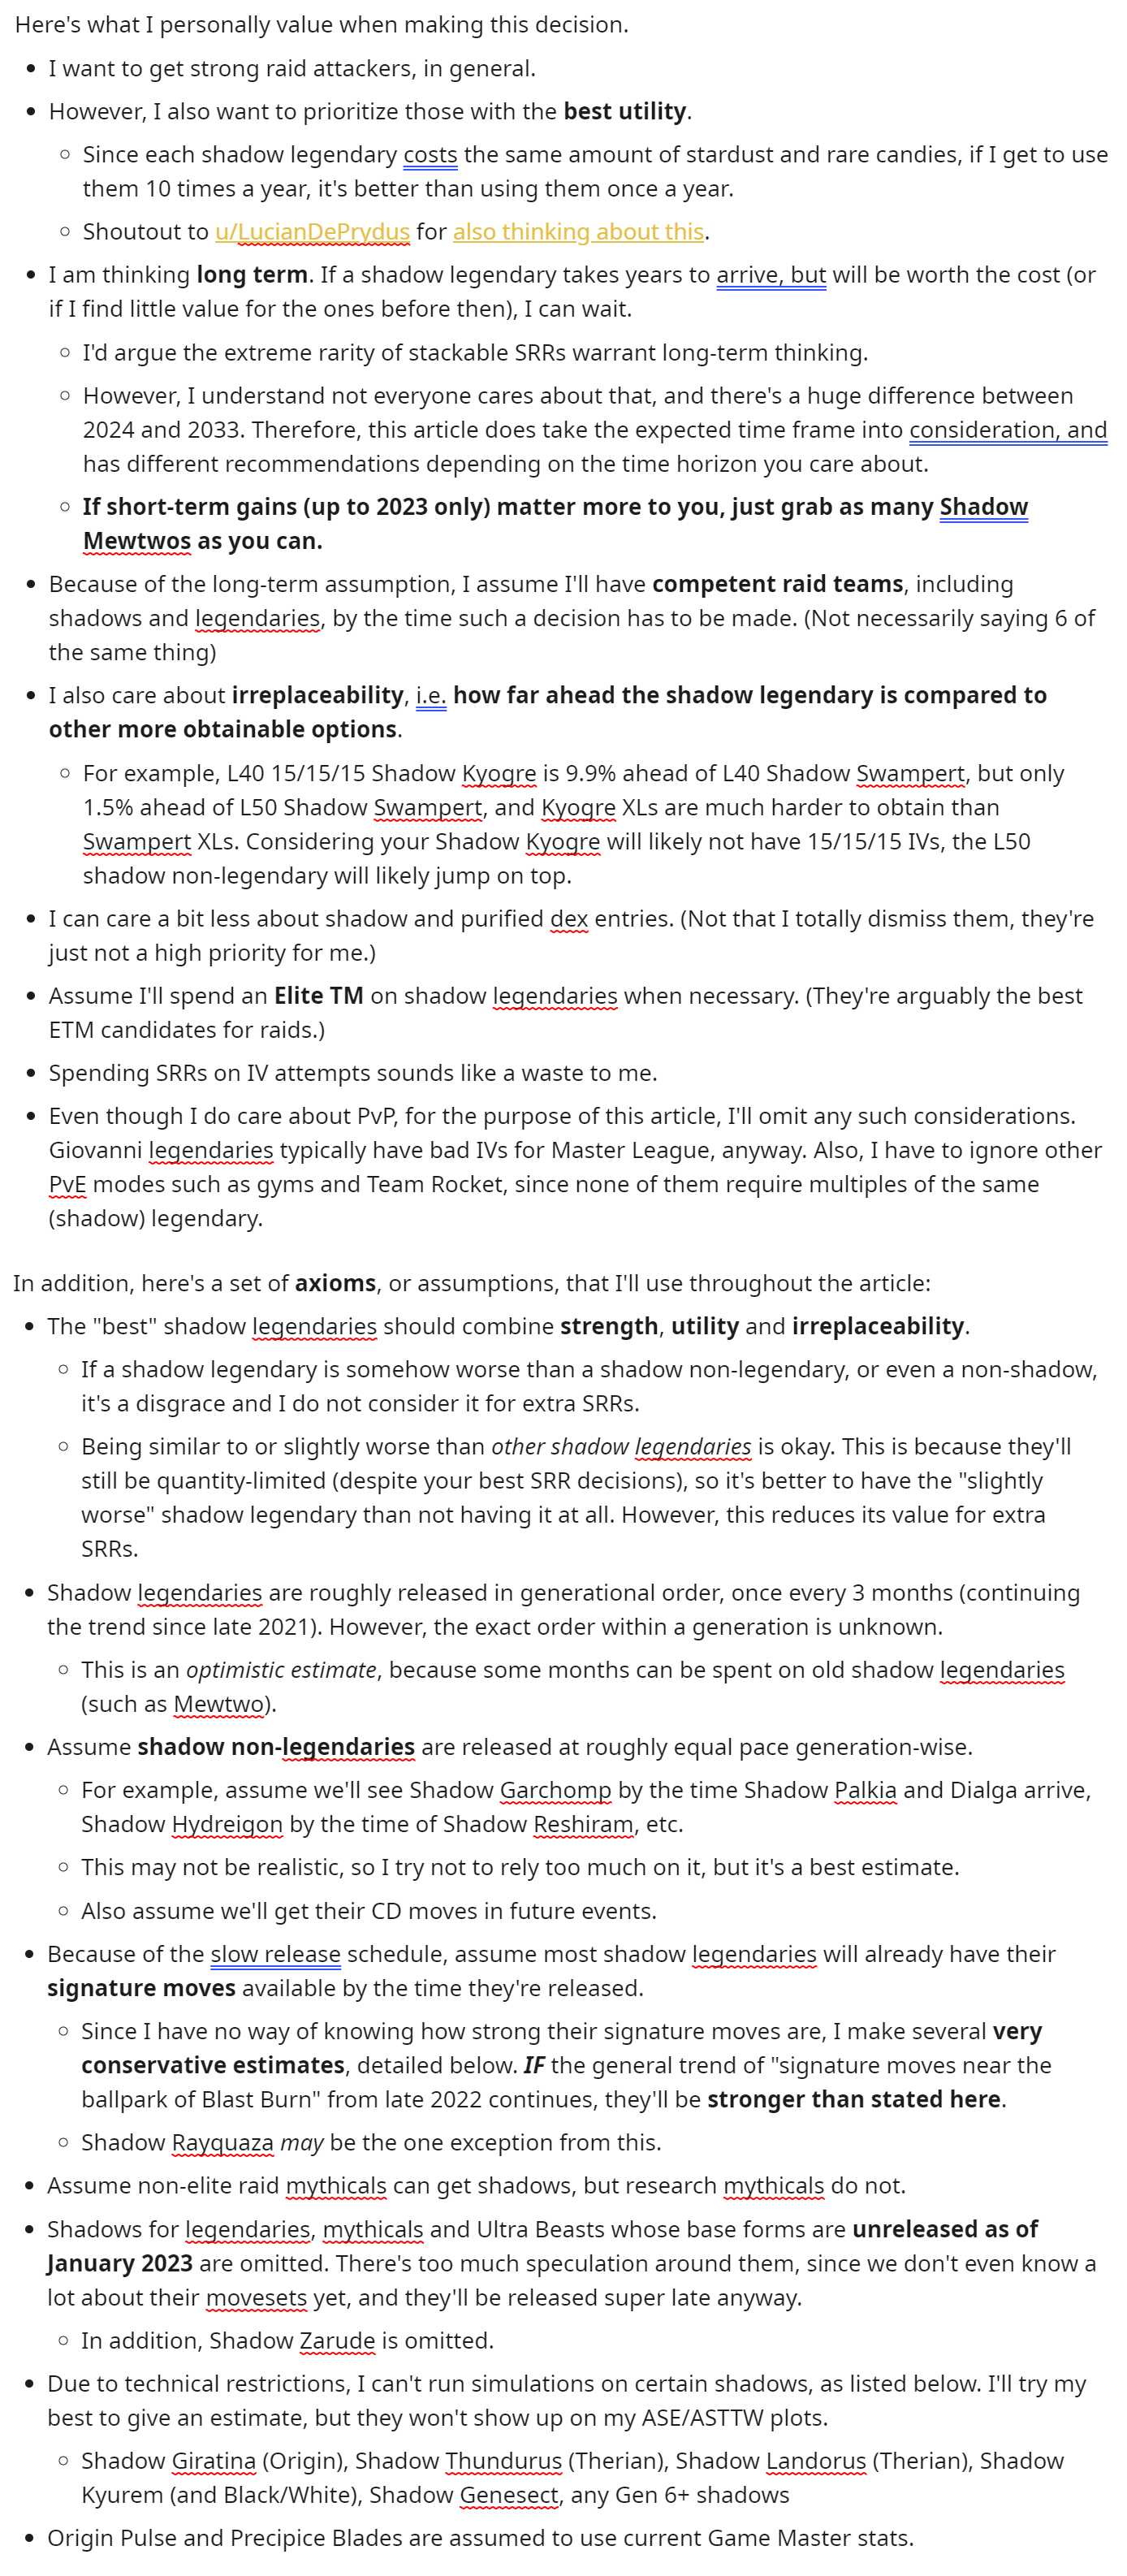 Here's what I personally value when making this decision.
• I want to get strong raid attackers, in general.
• However, I also want to prioritize those with the best utility.
○ Since each shadow legendary costs the same amount of stardust and rare candies, if I get to use
them 10 times a year, it's better than using them once a year.
○ Shoutout to u/LucianDePrydus for also thinking about this.
• I am thinking long term. If a shadow legendary takes years to arrive, but will be worth the cost (or
if I find little value for the ones before then), I can wait.
○ I'd argue the extreme rarity of stackable SRRs warrant long-term thinking.
○ However, I understand not everyone cares about that, and there's a huge difference between
2024 and 2033. Therefore, this article does take the expected time frame into consideration, and
has different recommendations depending on the time horizon you care about.
○ If short-term gains (up to 2023 only) matter more to you, just grab as many Shadow
Mewtwos as you can.
• Because of the long-term assumption, I assume I'll have competent raid teams, including
shadows and legendaries, by the time such a decision has to be made. (Not necessarily saying 6 of
the same thing)
• I also care about irreplaceability, i.e. how far ahead the shadow legendary is compared to
other more obtainable options.
○ For example, L40 15/15/15 Shadow Kyogre is 9.9% ahead of L40 Shadow Swampert, but only
1.5% ahead of L50 Shadow Swampert, and Kyogre XLs are much harder to obtain than
Swampert XLs. Considering your Shadow Kyogre will likely not have 15/15/15 IVs, the L50
shadow non-legendary will likely jump on top.
• I can care a bit less about shadow and purified dex entries. (Not that I totally dismiss them, they're
just not a high priority for me.)
• Assume I'll spend an Elite TM on shadow legendaries when necessary. (They're arguably the best
ETM candidates for raids.)
• Spending SRRs on IV attempts sounds like a waste to me.
• Even though I do care about PvP, for the purpose of this article, I'll omit any such considerations.
Giovanni legendaries typically have bad IVs for Master League, anyway. Also, I have to ignore other
PvE modes such as gyms and Team Rocket, since none of them require multiples of the same
(shadow) legendary.
In addition, here's a set of axioms, or assumptions, that I'll use throughout the article:
• The "best" shadow legendaries should combine strength, utility and irreplaceability.
○ If a shadow legendary is somehow worse than a shadow non-legendary, or even a non-shadow,
it's a disgrace and I do not consider it for extra SRRs.
○ Being similar to or slightly worse than other shadow legendaries is okay. This is because they'll
still be quantity-limited (despite your best SRR decisions), so it's better to have the "slightly
worse" shadow legendary than not having it at all. However, this reduces its value for extra
SRRs.
• Shadow legendaries are roughly released in generational order, once every 3 months (continuing
the trend since late 2021). However, the exact order within a generation is unknown.
○ This is an optimistic estimate, because some months can be spent on old shadow legendaries
(such as Mewtwo).
• Assume shadow non-legendaries are released at roughly equal pace generation-wise.
○ For example, assume we'll see Shadow Garchomp by the time Shadow Palkia and Dialga arrive,
Shadow Hydreigon by the time of Shadow Reshiram, etc.
○ This may not be realistic, so I try not to rely too much on it, but it's a best estimate.
○ Also assume we'll get their CD moves in future events.
• Because of the slow release schedule, assume most shadow legendaries will already have their
signature moves available by the time they're released.
○ Since I have no way of knowing how strong their signature moves are, I make several very
conservative estimates, detailed below. IF the general trend of "signature moves near the
ballpark of Blast Burn" from late 2022 continues, they'll be stronger than stated here.
○ Shadow Rayquaza may be the one exception from this.
• Assume non-elite raid mythicals can get shadows, but research mythicals do not.
• Shadows for legendaries, mythicals and Ultra Beasts whose base forms are unreleased as of
January 2023 are omitted. There's too much speculation around them, since we don't even know a
lot about their movesets yet, and they'll be released super late anyway.
○ In addition, Shadow Zarude is omitted.
• Due to technical restrictions, I can't run simulations on certain shadows, as listed below. I'll try my
best to give an estimate, but they won't show up on my ASE/ASTTW plots.
○ Shadow Giratina (Origin), Shadow Thundurus (Therian), Shadow Landorus (Therian), Shadow
Kyurem (and Black/White), Shadow Genesect, any Gen 6+ shadows
• Origin Pulse and Precipice Blades are assumed to use current Game Master stats.